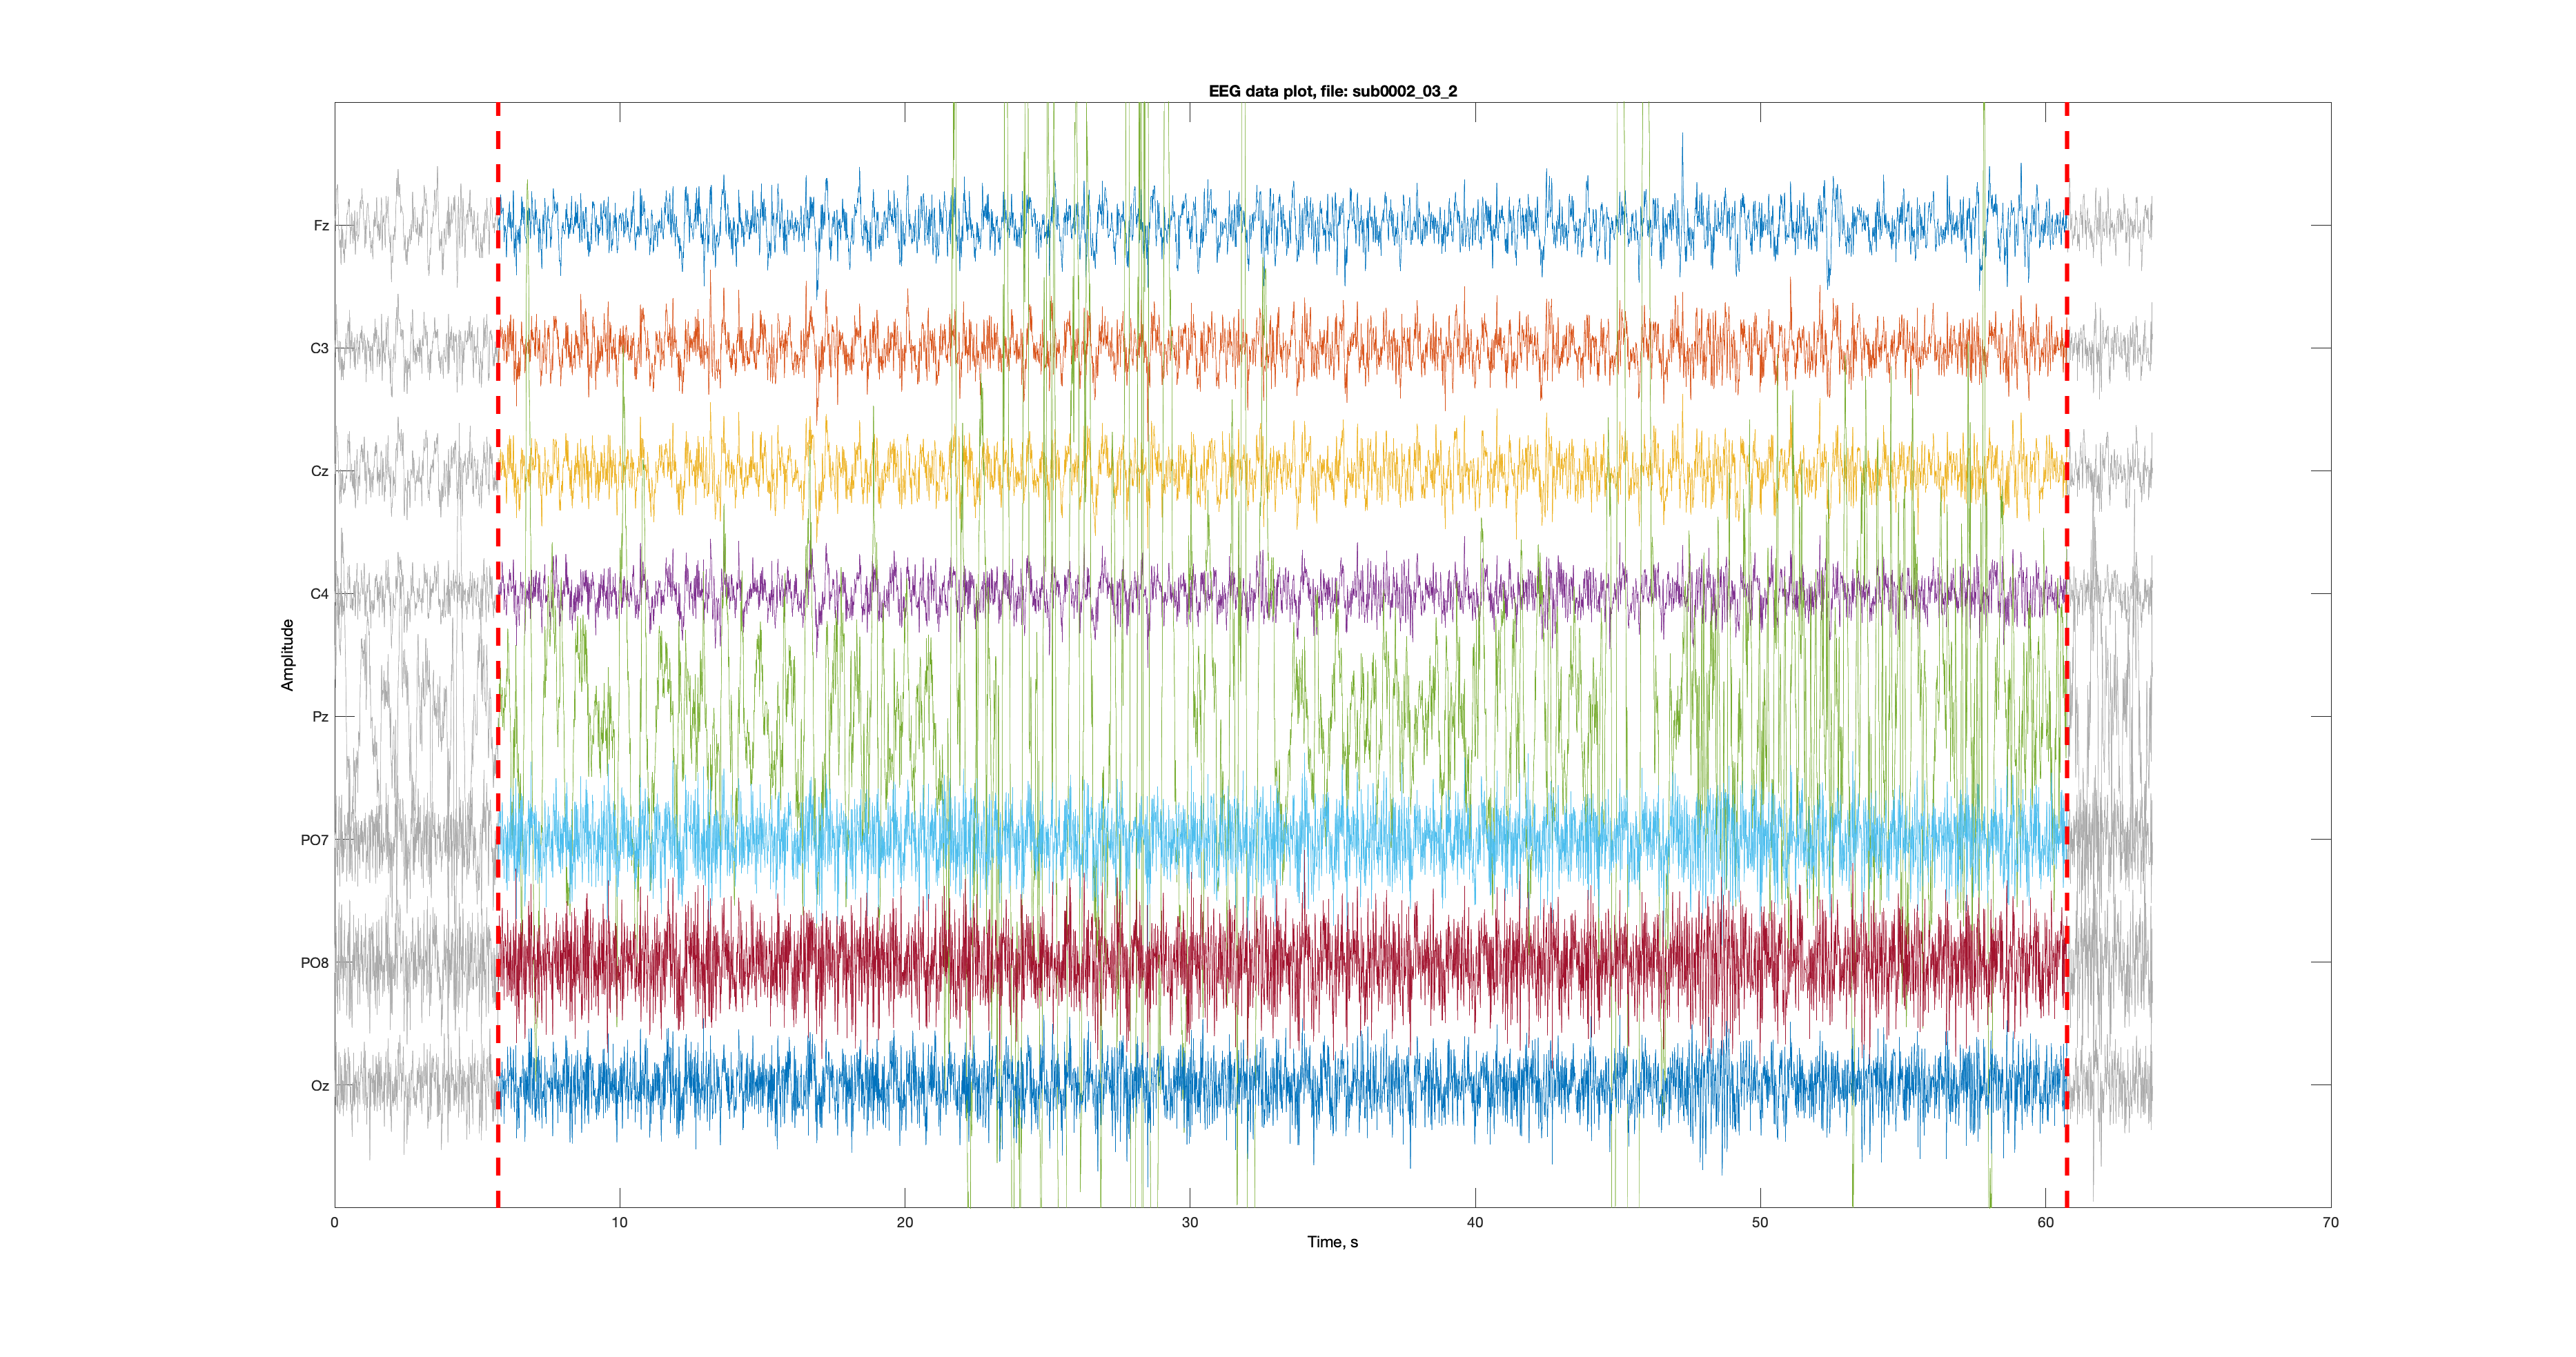 EEG data plot, file: sub0002_03_2
Fz
C3
Cz
C4
Pz
PO7
PO8
Oz
Amplitude
0 10 20 30 40 50 60 70
Time, s